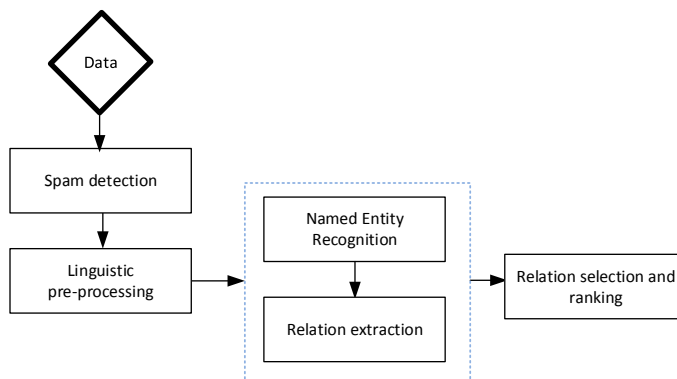 Data
Spam detection
Linguistic
pre-processing
Named Entity
Recognition
Relation extraction
Relation selection and
ranking